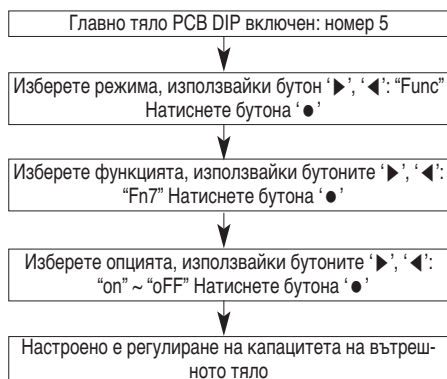 Главно тяло PCB DIP включен: номер 5
Изберете режима, използвайки бутон ‘▶’, ‘◀’: “Func”
Натиснете бутона ‘●’
Изберете функцията, използвайки бутоните ‘▶’, ‘◀’:
“Fn7” Натиснете бутона ‘●’
Изберете опцията, използвайки бутоните ‘▶’, ‘◀’:
“on” ~ “oFF” Натиснете бутона ‘●’
Настроено е регулиране на капацитета на вътреш-
ното тяло